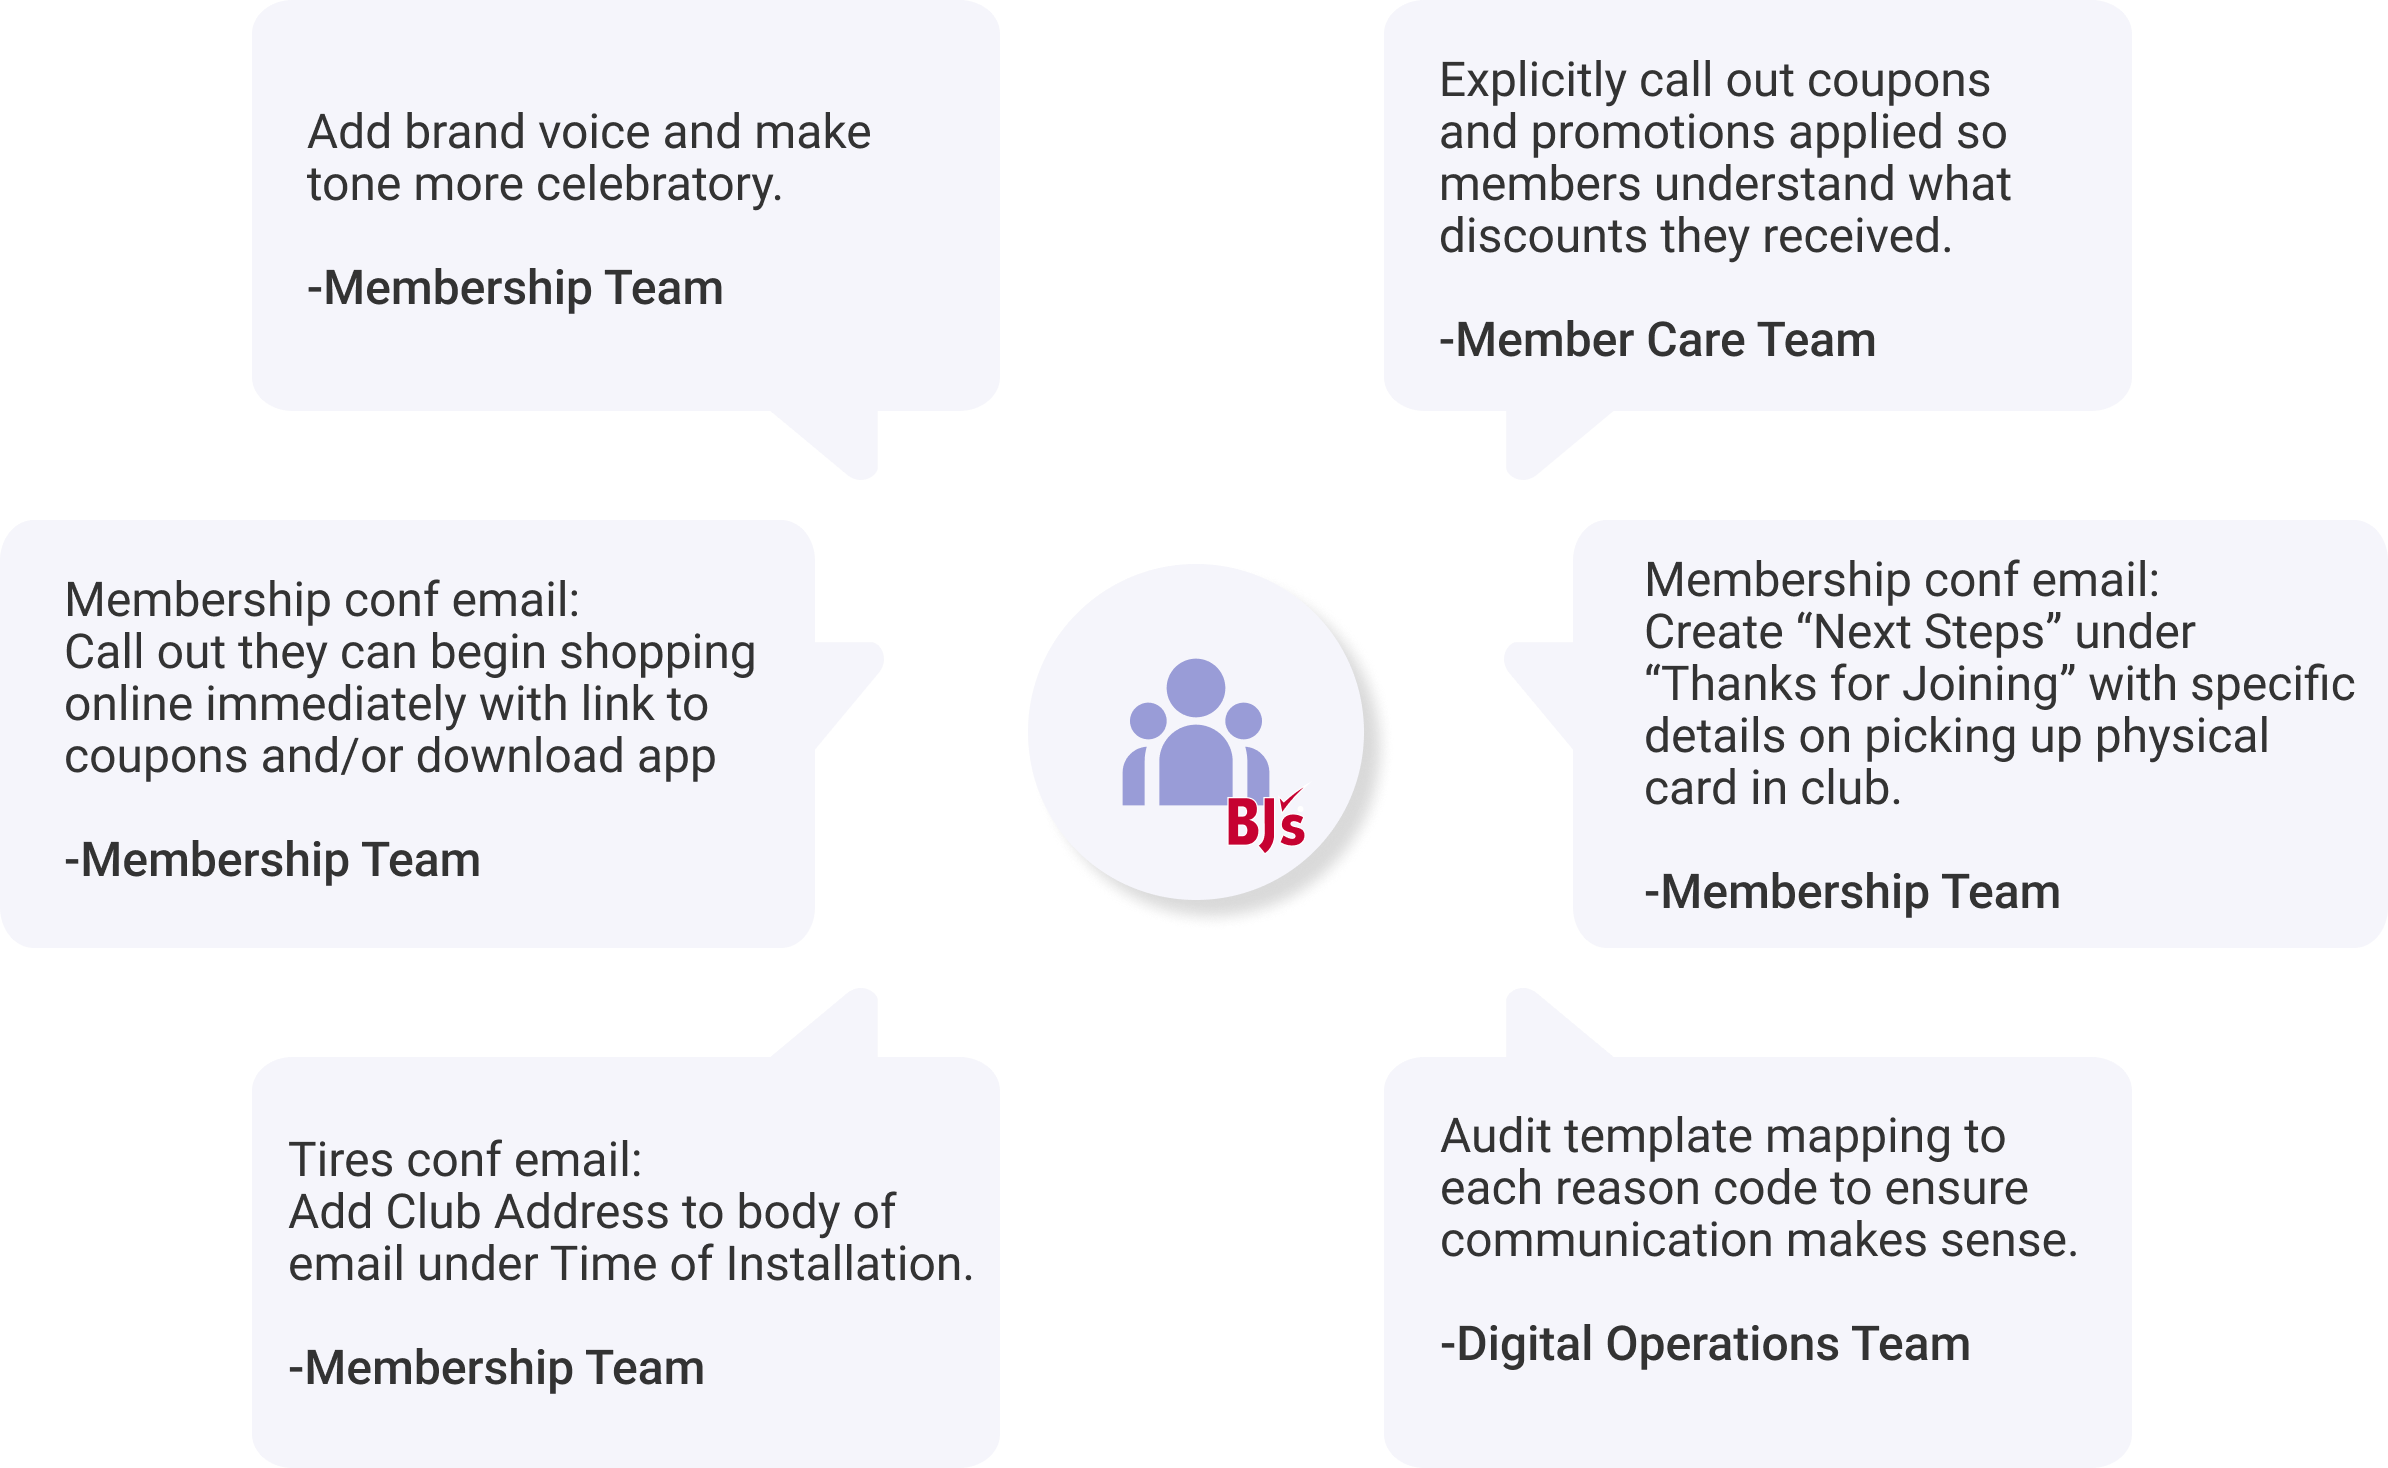 Add brand voice and make
tone more celebratory.
-Membership Team
Explicitly call out coupons
and promotions applied so
members understand what
discounts they received.
-Member Care Team
Membership conf email:
Call out they can begin shopping
online immediately with link to
coupons and/or download app
-Membership Team
BJ's
Membership conf email:
Create “Next Steps” under
“Thanks for Joining” with specific
details on picking up physical
card in club.
-Membership Team
Tires conf email:
Add Club Address to body of
email under Time of Installation.
-Membership Team
Audit template mapping to
each reason code to ensure
communication makes sense.
-Digital Operations Team